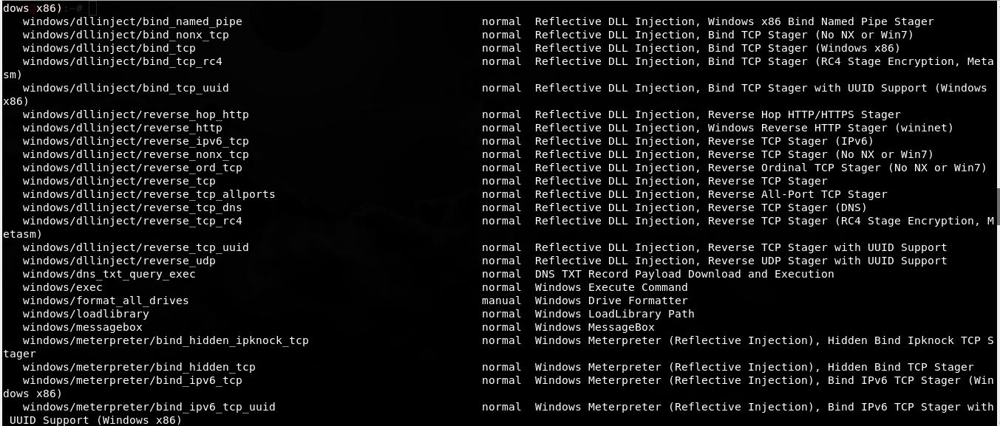 dows x86)
windows/dllinject/bind_named_pipe normal Reflective DLL Injection, Windows x86 Bind Named Pipe Stager
windows/dllinject/bind_nonx_tcp normal Reflective DLL Injection, Bind TCP Stager (No NX or Win7)
windows/dllinject/bind_tcp normal Reflective DLL Injection, Bind TCP Stager (Windows x86)
windows/dllinject/bind_tcp_rc4 normal Reflective DLL Injection, Bind TCP Stager (RC4 Stage Encryption, Meta
sm)
windows/dllinject/bind_tcp_uuid normal Reflective DLL Injection, Bind TCP Stager with UUID Support (Windows
x86)
windows/dllinject/reverse_hop_http normal Reflective DLL Injection, Reverse Hop HTTP/HTTPS Stager
windows/dllinject/reverse_http normal Reflective DLL Injection, Windows Reverse HTTP Stager (wininet)
windows/dllinject/reverse_ipv6_tcp normal Reflective DLL Injection, Reverse TCP Stager (IPv6)
windows/dllinject/reverse_nonx_tcp normal Reflective DLL Injection, Reverse TCP Stager (No NX or Win7)
windows/dllinject/reverse_ord_tcp normal Reflective DLL Injection, Reverse Ordinal TCP Stager (No NX or Win7)
windows/dllinject/reverse_tcp normal Reflective DLL Injection, Reverse TCP Stager
windows/dllinject/reverse_tcp_allports normal Reflective DLL Injection, Reverse All-Port TCP Stager
windows/dllinject/reverse_tcp_dns normal Reflective DLL Injection, Reverse TCP Stager (DNS)
windows/dllinject/reverse_tcp_rc4 normal Reflective DLL Injection, Reverse TCP Stager (RC4 Stage Encryption, M
etasm)
windows/dllinject/reverse_tcp_uuid normal Reflective DLL Injection, Reverse TCP Stager with UUID Support
windows/dllinject/reverse_udp normal Reflective DLL Injection, Reverse UDP Stager with UUID Support
windows/dns_txt_query_exec normal DNS TXT Record Payload Download and Execution
windows/exec normal Windows Execute Command
windows/format_all_drives manual Windows Drive Formatter
windows/loadlibrary normal Windows LoadLibrary Path
windows/messagebox normal Windows MessageBox
windows/meterpreter/bind_hidden_ipknock_tcp normal Windows Meterpreter (Reflective Injection), Hidden Bind Ipknock TCP S
tager
windows/meterpreter/bind_hidden_tcp normal Windows Meterpreter (Reflective Injection), Hidden Bind TCP Stager
windows/meterpreter/bind_ipv6_tcp normal Windows Meterpreter (Reflective Injection), Bind IPv6 TCP Stager (Win
dows x86)
windows/meterpreter/bind_ipv6_tcp_uuid normal Windows Meterpreter (Reflective Injection), Bind IPv6 TCP Stager with
UUID Support (Windows x86)